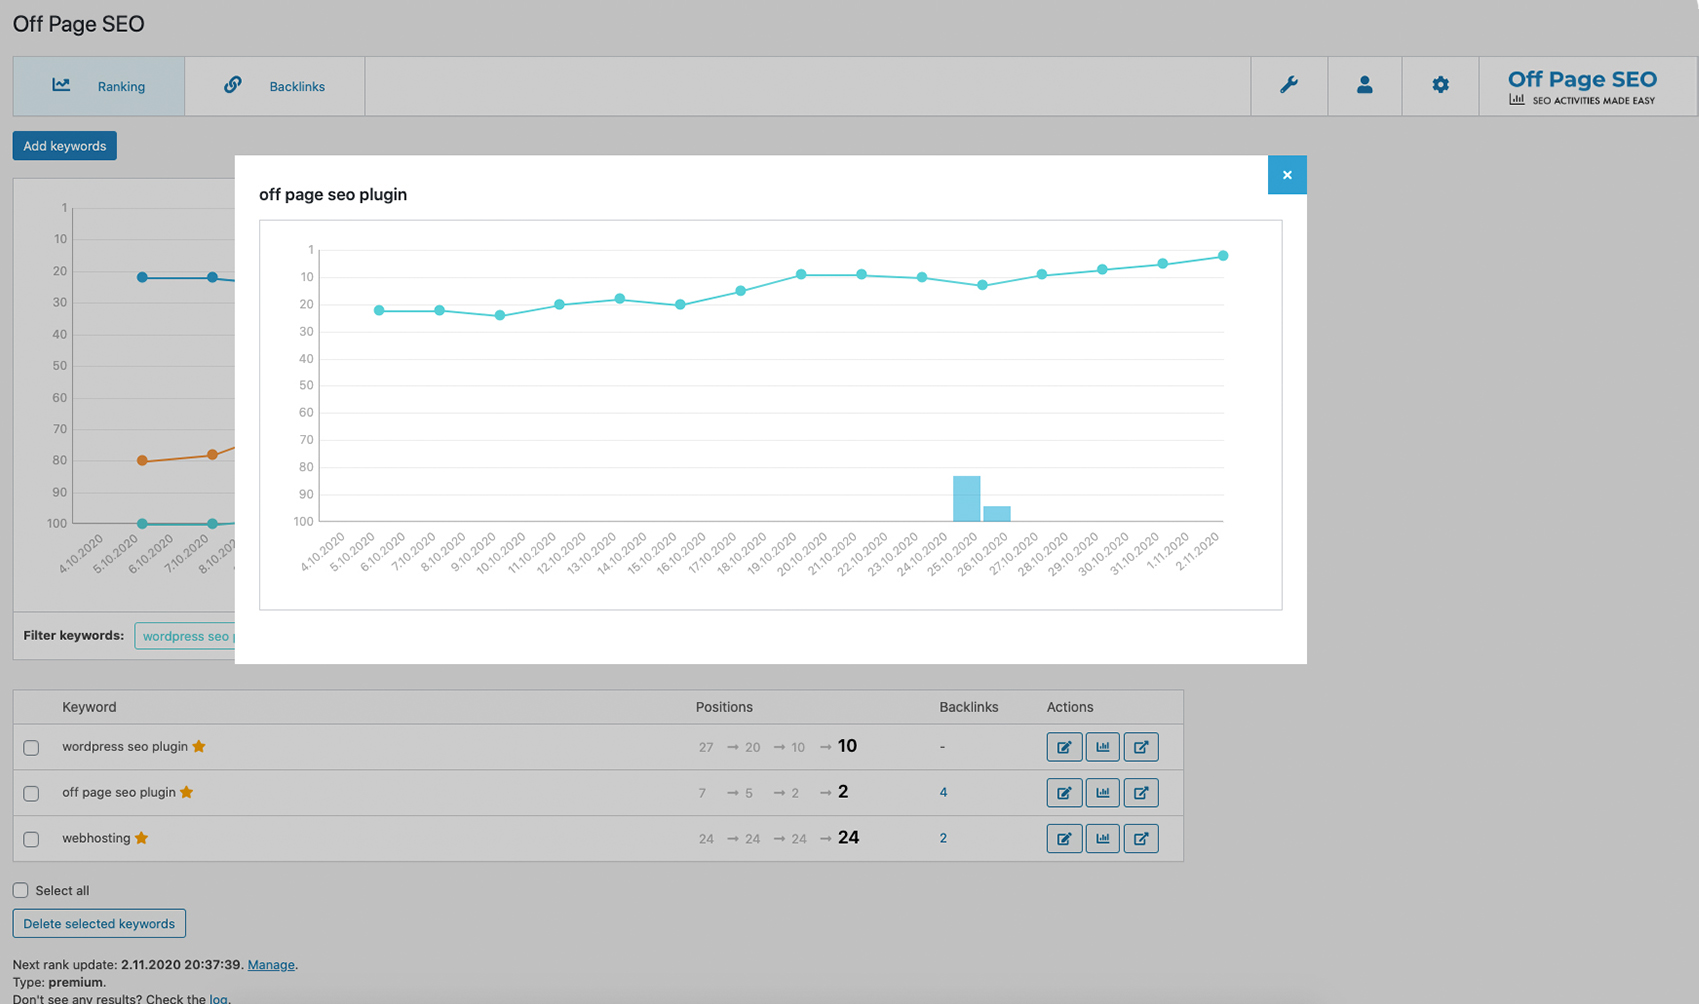 Off Page SEO
Ranking
Backlinks
Off Page SEO
SEO ACTIVITIES MADE EASY
Add keywords
1
10
20
30
40
50
60
70
80
90
100
4.10.2020 5.10.2020 6.10.2020 7.10.2020
Filter keywords: wordpress seo
off page seo plugin
×
1
10
20
30
40
50
60
70
80
90
100
4.10.2020 5.10.2020 6.10.2020 7.10.2020 8.10.2020 9.10.2020 10.10.2020 11.10.2020 12.10.2020 13.10.2020 14.10.2020 15.10.2020 16.10.2020 17.10.2020 18.10.2020 19.10.2020 20.10.2020 21.10.2020 22.10.2020 23.10.2020 24.10.2020 25.10.2020 26.10.2020 27.10.2020 28.10.2020 29.10.2020 30.10.2020 31.10.2020 1.11.2020 2.11.2020
Keyword Positions Backlinks Actions
wordpress seo plugin 27 → 20 → 10 → 10 -
off page seo plugin 7 → 5 → 2 → 2 4
webhosting 24 → 24 → 24 → 24 2
Select all
Delete selected keywords
Next rank update: 2.11.2020 20:37:39. Manage.
Type: premium.
Don't see any results? Check the log.